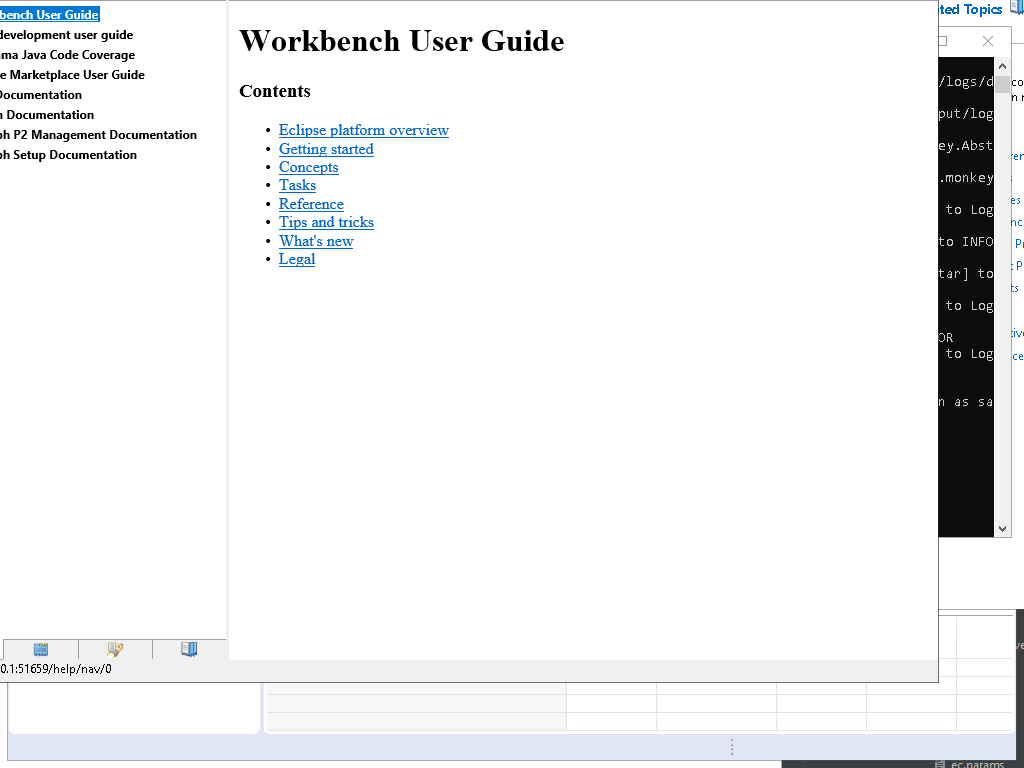 bench User Guide
development user guide
ma Java Code Coverage
e Marketplace User Guide
Documentation
n Documentation
ph P2 Management Documentation
ph Setup Documentation
0.1:51659/help/nav/0
Workbench User Guide
Contents
Eclipse platform overview
Getting started
Concepts
Tasks
Reference
Tips and tricks
What's new
Legal
ted Topics
/logs/d
put/log
ey.Abst
.monkey
to Log
to INFO
tar] to
to Log
OR
to Log
n as sa
ec.params